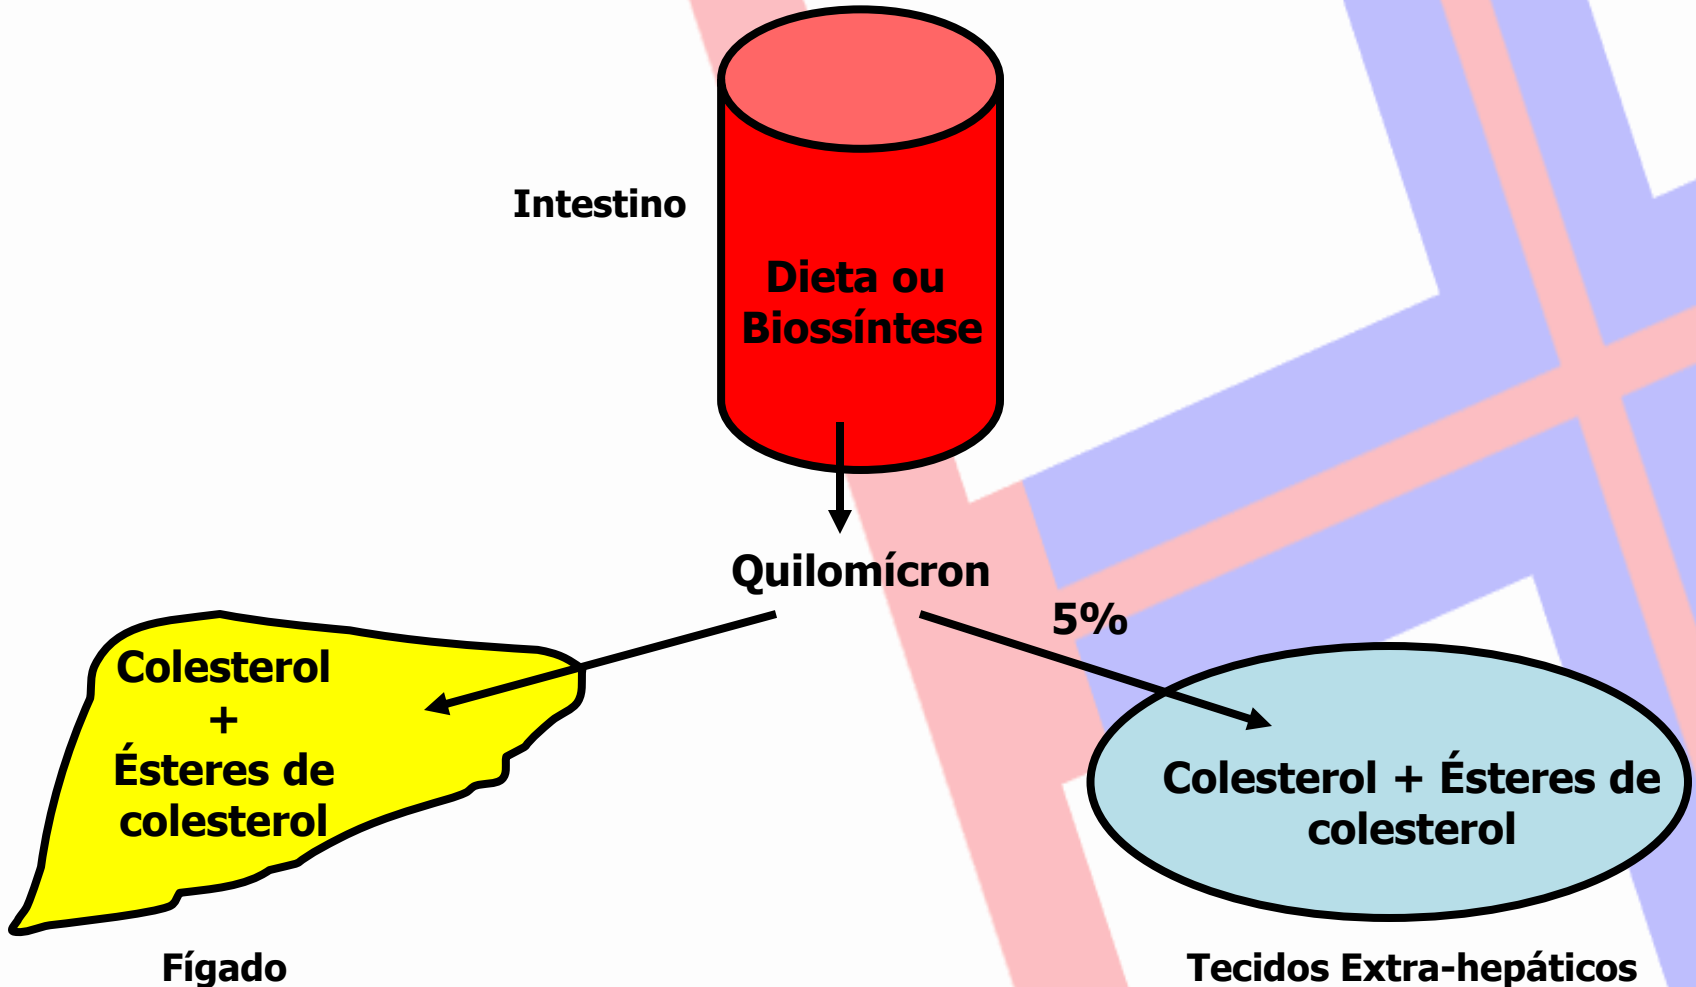 Intestino
Dieta ou
Biossíntese
Quilomícron
5%
Colesterol
+
Ésteres de
colesterol
Colesterol + Ésteres de
colesterol
Fígado
Tecidos Extra-hepáticos